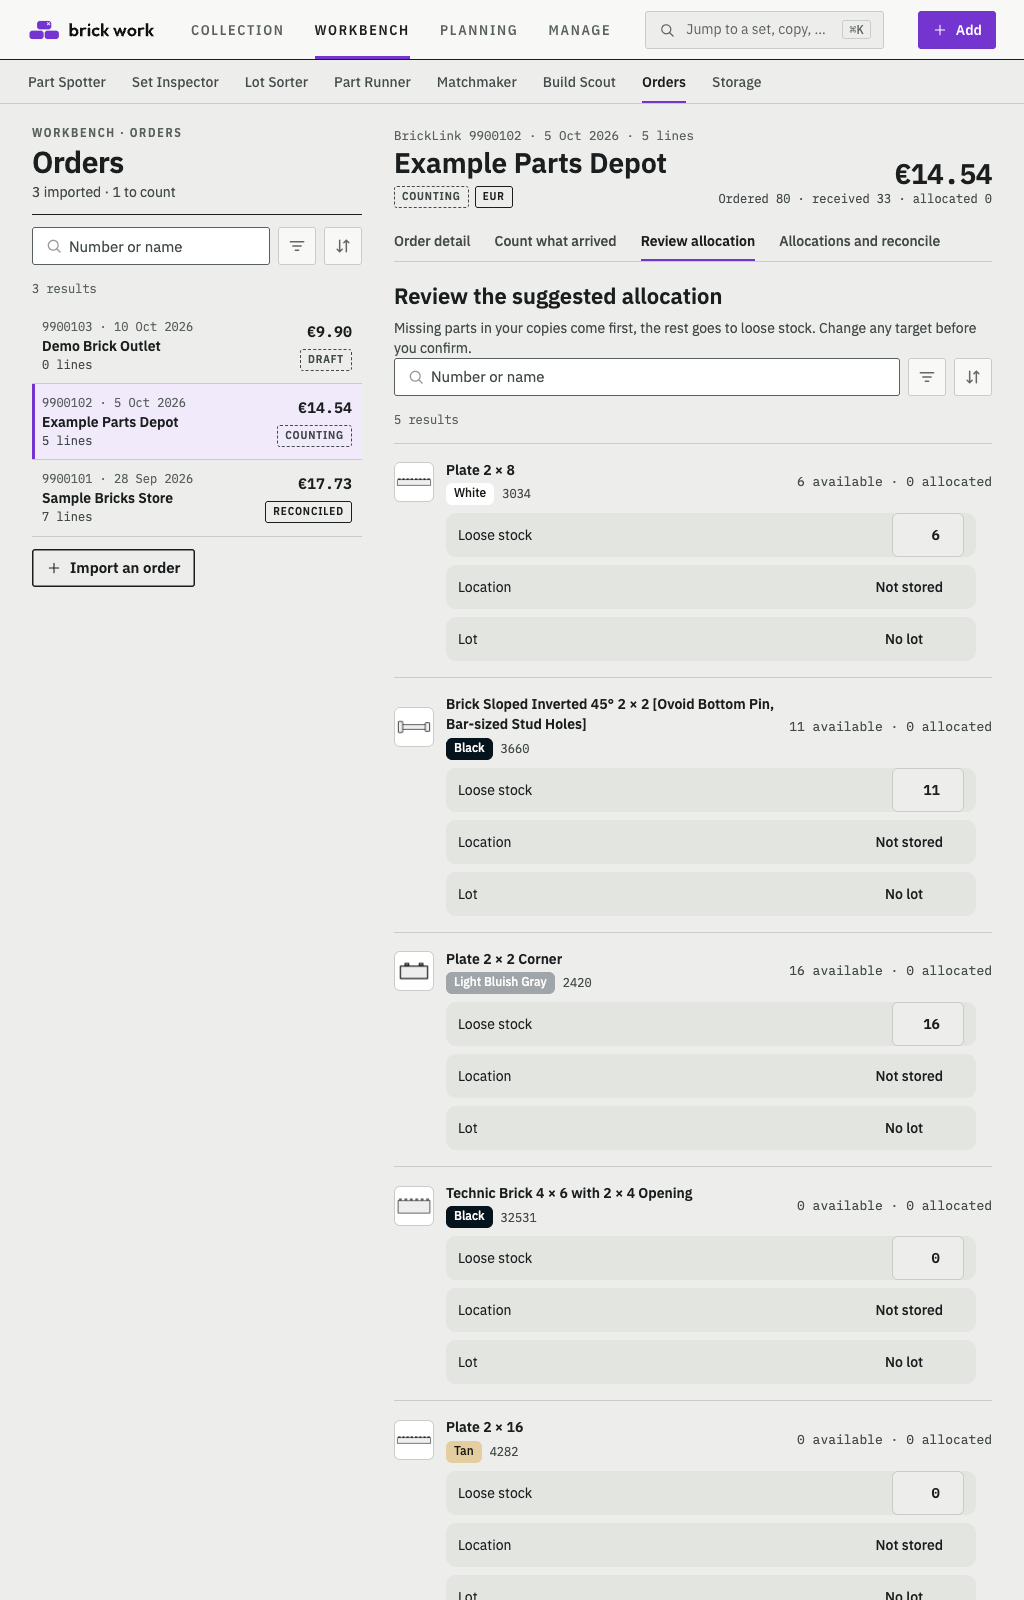 brick work
COLLECTION
WORKBENCH
PLANNING
MANAGE
Jump to a set, copy, ...
⌘K
Add
Part Spotter
Set Inspector
Lot Sorter
Part Runner
Matchmaker
Build Scout
Orders
Storage
WORKBENCH · ORDERS
Orders
3 imported · 1 to count
Number or name
3 results
9900103 · 10 Oct 2026
€9.90
Demo Brick Outlet
0 lines
DRAFT
9900102 · 5 Oct 2026
€14.54
Example Parts Depot
5 lines
COUNTING
9900101 · 28 Sep 2026
€17.73
Sample Bricks Store
7 lines
RECONCILED
Import an order
BrickLink 9900102 · 5 Oct 2026 · 5 lines
Example Parts Depot
€14.54
COUNTING
EUR
Ordered 80 · received 33 · allocated 0
Order detail
Count what arrived
Review allocation
Allocations and reconcile
Review the suggested allocation
Missing parts in your copies come first, the rest goes to loose stock. Change any target before
you confirm.
Number or name
5 results
Plate 2 × 8
White 3034
6 available · 0 allocated
Loose stock 6
Location Not stored
Lot No lot
Brick Sloped Inverted 45° 2 × 2 [Ovoid Bottom Pin,
Bar-sized Stud Holes]
Black 3660
11 available · 0 allocated
Loose stock 11
Location Not stored
Lot No lot
Plate 2 × 2 Corner
Light Bluish Gray 2420
16 available · 0 allocated
Loose stock 16
Location Not stored
Lot No lot
Technic Brick 4 × 6 with 2 × 4 Opening
Black 32531
0 available · 0 allocated
Loose stock 0
Location Not stored
Lot No lot
Plate 2 × 16
Tan 4282
0 available · 0 allocated
Loose stock 0
Location Not stored
Lot No lot